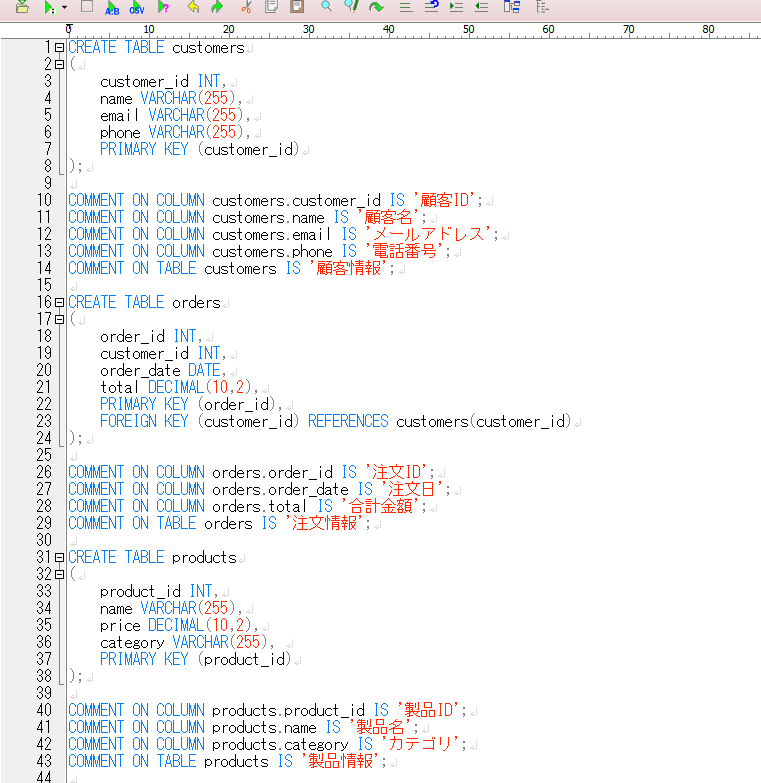 A:B CSV
0 10 20 30 40 50 60 70 80
1 CREATE TABLE customers
2 (
3 customer_id INT,
4 name VARCHAR(255),
5 email VARCHAR(255),
6 phone VARCHAR(255),
7 PRIMARY KEY (customer_id)
8 );
9
10 COMMENT ON COLUMN customers.customer_id IS '顧客ID';
11 COMMENT ON COLUMN customers.name IS '顧客名';
12 COMMENT ON COLUMN customers.email IS 'メールアドレス';
13 COMMENT ON COLUMN customers.phone IS '電話番号';
14 COMMENT ON TABLE customers IS '顧客情報';
15
16 CREATE TABLE orders
17 (
18 order_id INT,
19 customer_id INT,
20 order_date DATE,
21 total DECIMAL(10,2),
22 PRIMARY KEY (order_id),
23 FOREIGN KEY (customer_id) REFERENCES customers(customer_id)
24 );
25
26 COMMENT ON COLUMN orders.order_id IS '注文ID';
27 COMMENT ON COLUMN orders.order_date IS '注文日';
28 COMMENT ON COLUMN orders.total IS '合計金額';
29 COMMENT ON TABLE orders IS '注文情報';
30
31 CREATE TABLE products
32 (
33 product_id INT,
34 name VARCHAR(255),
35 price DECIMAL(10,2),
36 category VARCHAR(255),
37 PRIMARY KEY (product_id)
38 );
39
40 COMMENT ON COLUMN products.product_id IS '製品ID';
41 COMMENT ON COLUMN products.name IS '製品名';
42 COMMENT ON COLUMN products.category IS 'カテゴリ';
43 COMMENT ON TABLE products IS '製品情報';
44